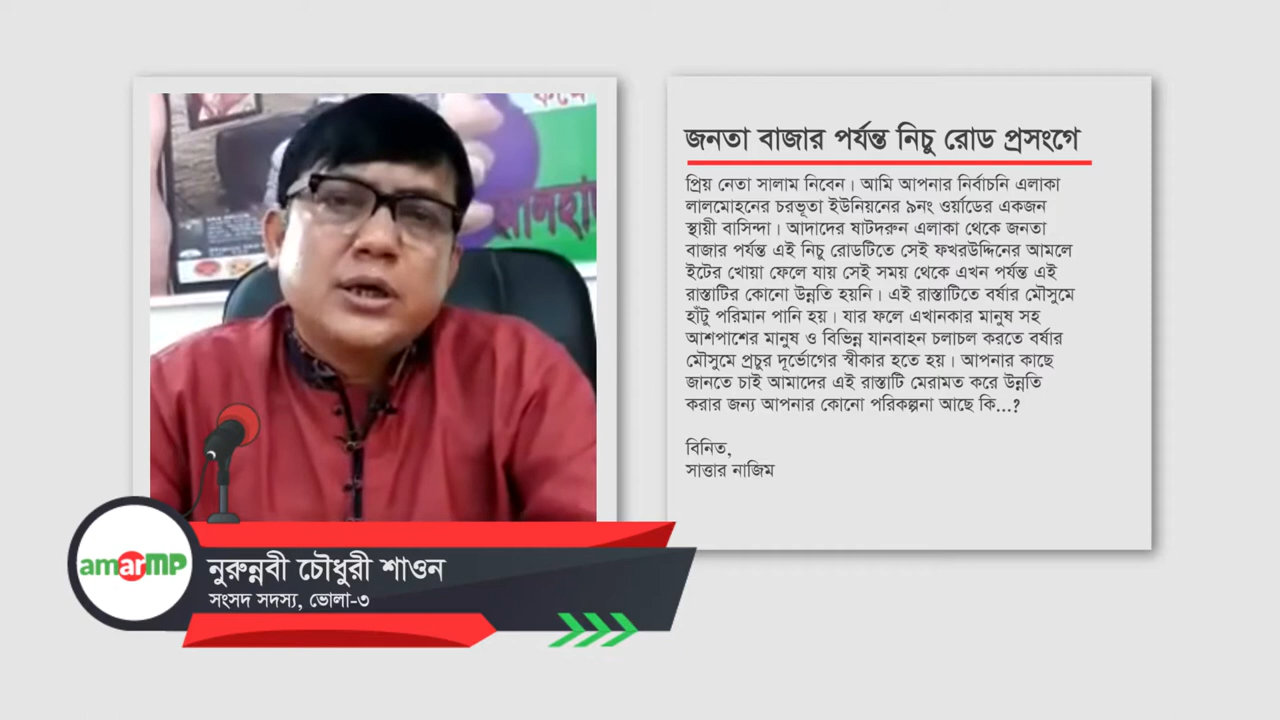 জনতা বাজার পর্যন্ত নিচু রোড প্রসংগে
প্রিয় নেতা সালাম নিবেন। আমি আপনার নির্বাচনি এলাকা
লালমোহনের চরভূতা ইউনিয়নের ৯নং ওর্য়াডের একজন
স্থায়ী বাসিন্দা। আদাদের ষাটদরুন এলাকা থেকে জনতা
বাজার পর্যন্ত এই নিচু রোডটিতে সেই ফখরউদ্দিনের আমলে
ইটের খোয়া ফেলে যায় সেই সময় থেকে এখন পর্যন্ত এই
রাস্তাটির কোনো উন্নতি হয়নি। এই রাস্তাটিতে বর্ষার মৌসুমে
হাঁটু পরিমান পানি হয়। যার ফলে এখানকার মানুষ সহ
আশপাশের মানুষ ও বিভিন্ন যানবাহন চলাচল করতে বর্ষার
মৌসুমে প্রচুর দূর্ভোগের স্বীকার হতে হয়। আপনার কাছে
জানতে চাই আমাদের এই রাস্তাটি মেরামত করে উন্নতি
করার জন্য আপনার কোনো পরিকল্পনা আছে কি...?
বিনিত,
সাত্তার নাজিম
amarMP
নুরুন্নবী চৌধুরী শাওন
সংসদ সদস্য, ভোলা-৩